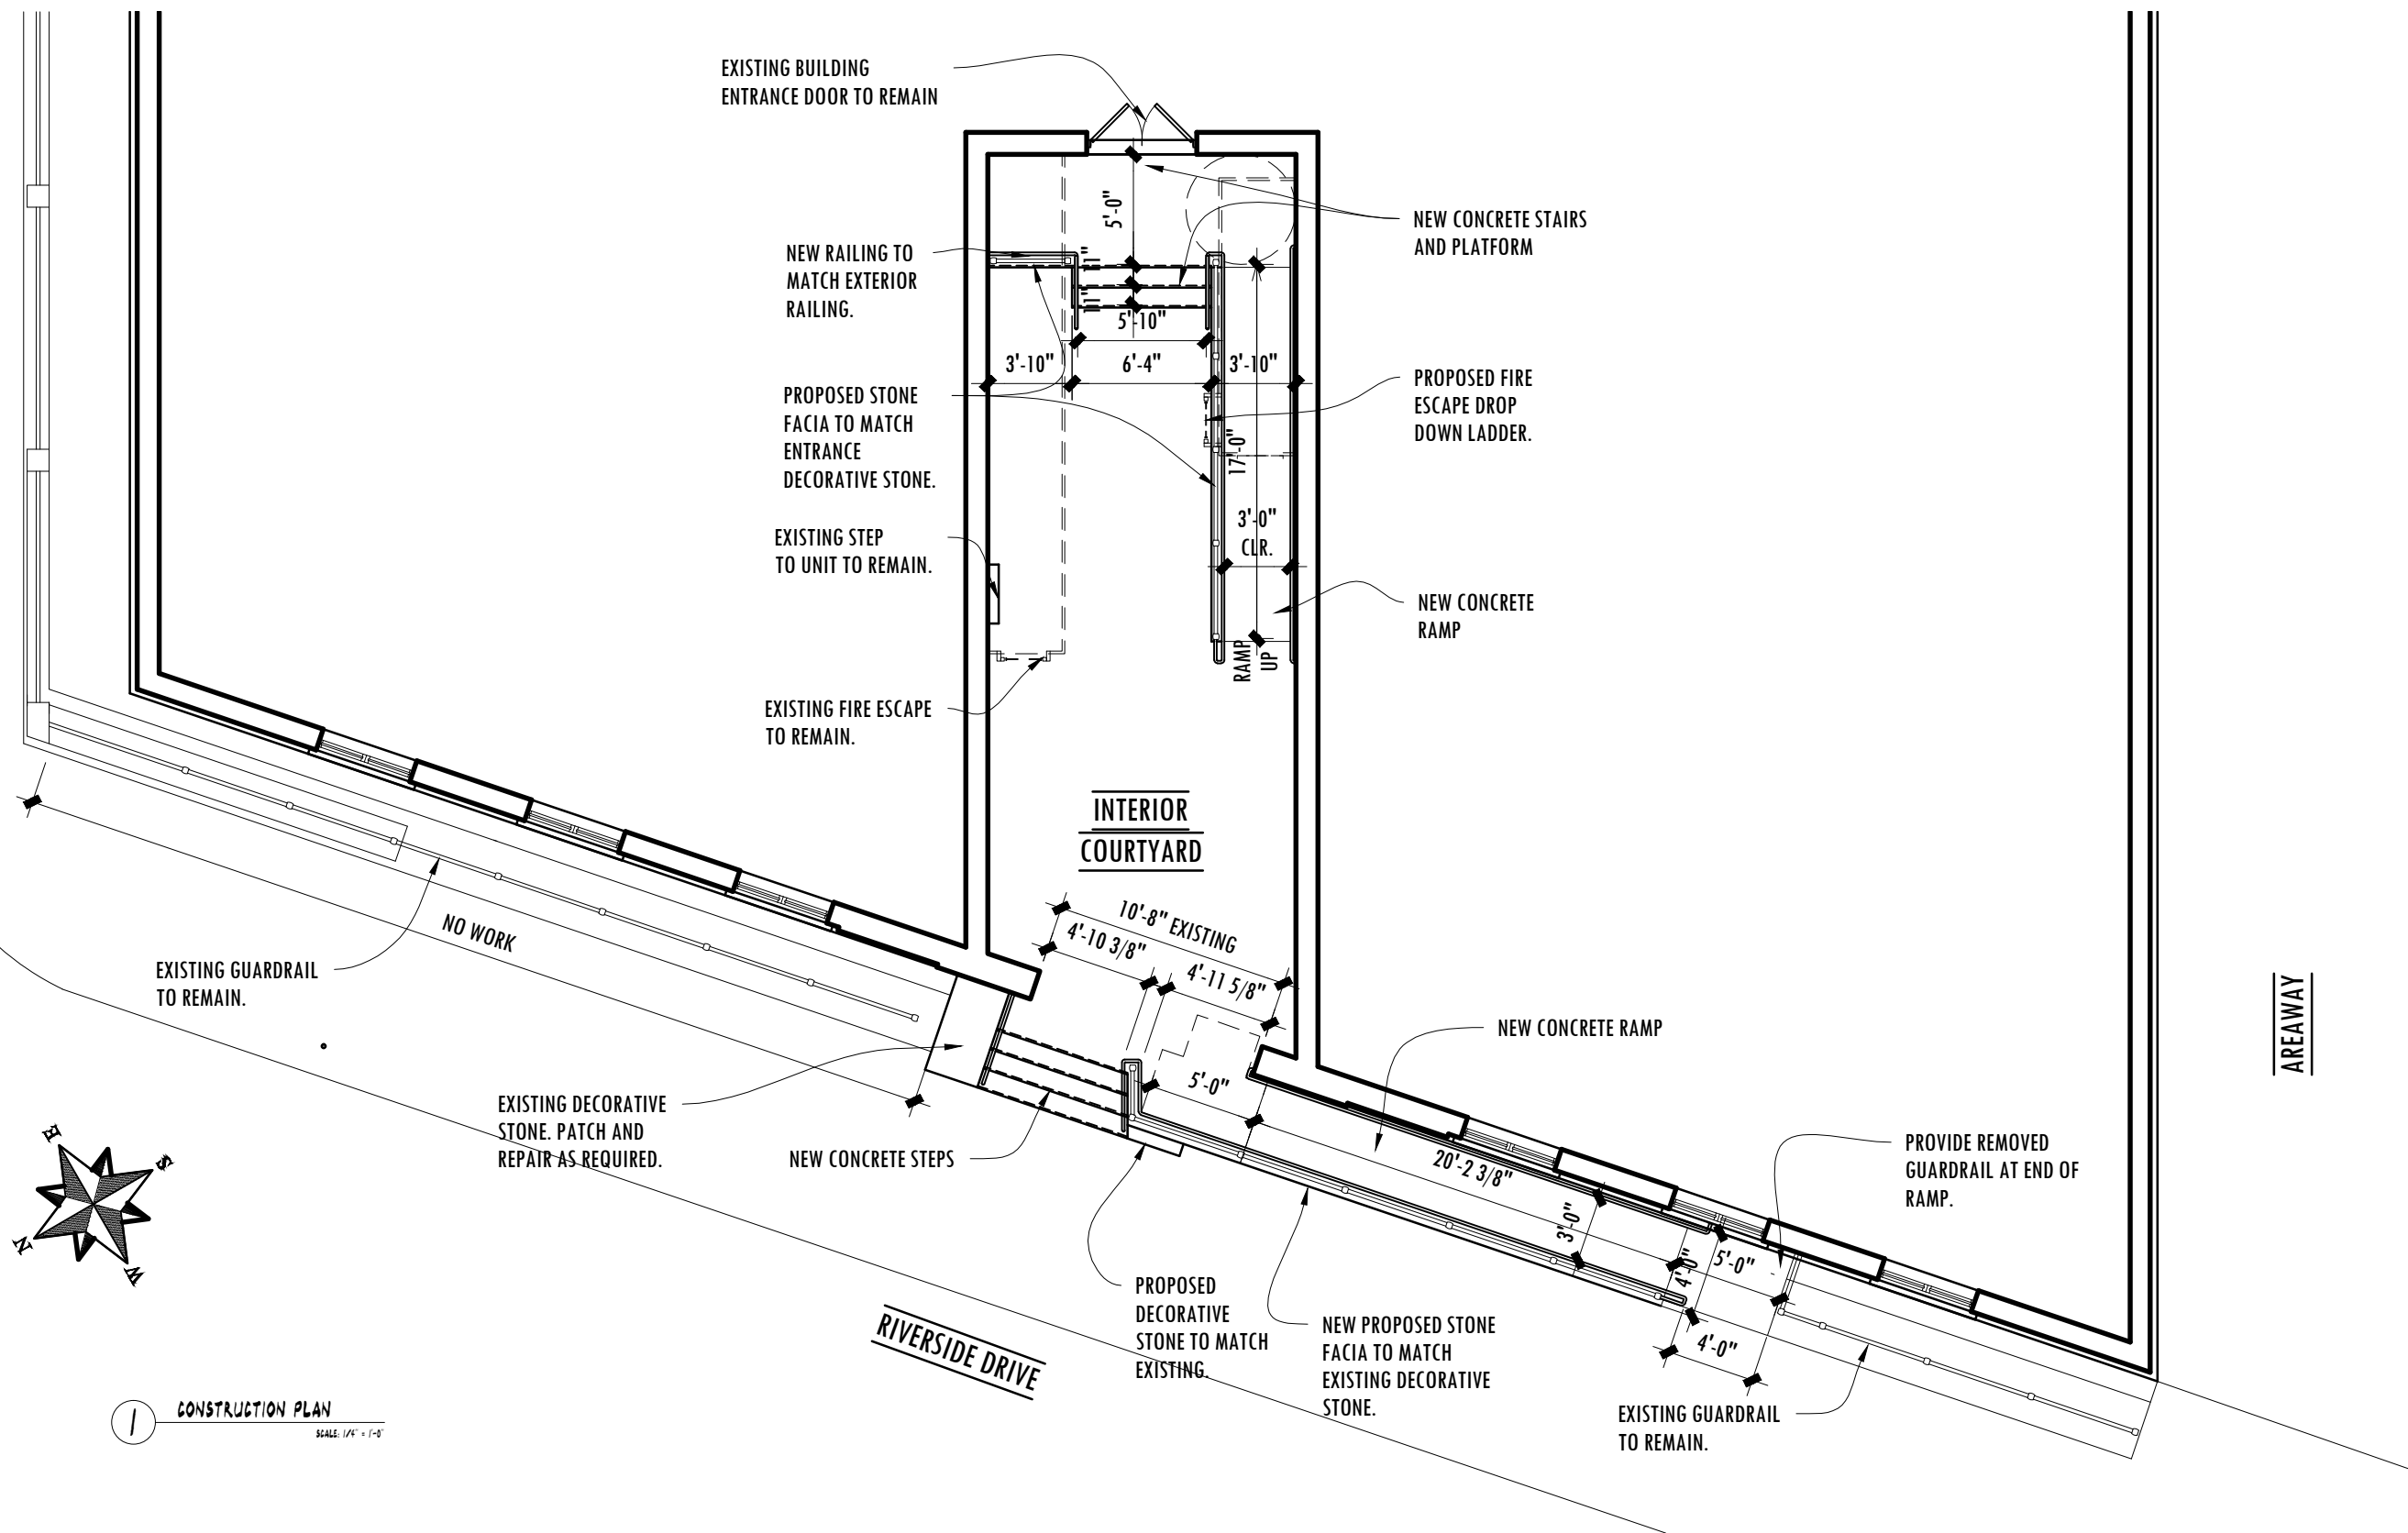 EXISTING BUILDING
ENTRANCE DOOR TO REMAIN
5'-0"
NEW CONCRETE STAIRS
AND PLATFORM
NEW RAILING TO
MATCH EXTERIOR
RAILING.
11"
11"
5'-10"
3'-10"
6'-4"
3'-10"
PROPOSED STONE
FACIA TO MATCH
ENTRANCE
DECORATIVE STONE.
PROPOSED FIRE
ESCAPE DROP
DOWN LADDER.
17'-0"
3'-0"
CLR.
EXISTING STEP
TO UNIT TO REMAIN.
NEW CONCRETE
RAMP
RAMP
UP
EXISTING FIRE ESCAPE
TO REMAIN.
INTERIOR
COURTYARD
10'-8" EXISTING
4'-10 3/8"
4'-11 5/8"
NO WORK
EXISTING GUARDRAIL
TO REMAIN.
AREAWAY
NEW CONCRETE RAMP
5'-0"
EXISTING DECORATIVE
STONE. PATCH AND
REPAIR AS REQUIRED.
NEW CONCRETE STEPS
20'-2 3/8"
PROVIDE REMOVED
GUARDRAIL AT END OF
RAMP.
3'-0"
4'-0"
5'-0"
4'-0"
E
S
N
W
PROPOSED
DECORATIVE
STONE TO MATCH
EXISTING.
NEW PROPOSED STONE
FACIA TO MATCH
EXISTING DECORATIVE
STONE.
RIVERSIDE DRIVE
EXISTING GUARDRAIL
TO REMAIN.
1
CONSTRUCTION PLAN
SCALE: 1/4" = 1'-0"